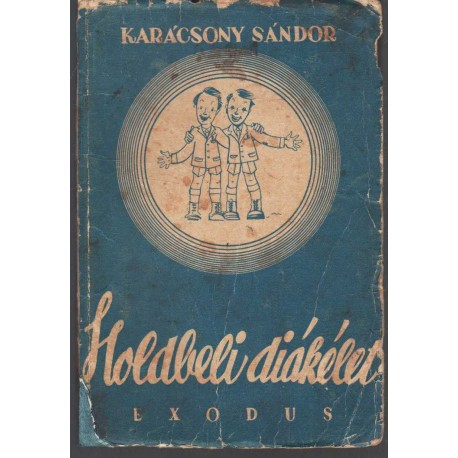 KARÁCSONY SÁNDOR
Holdbeli diákélet
EXODUS